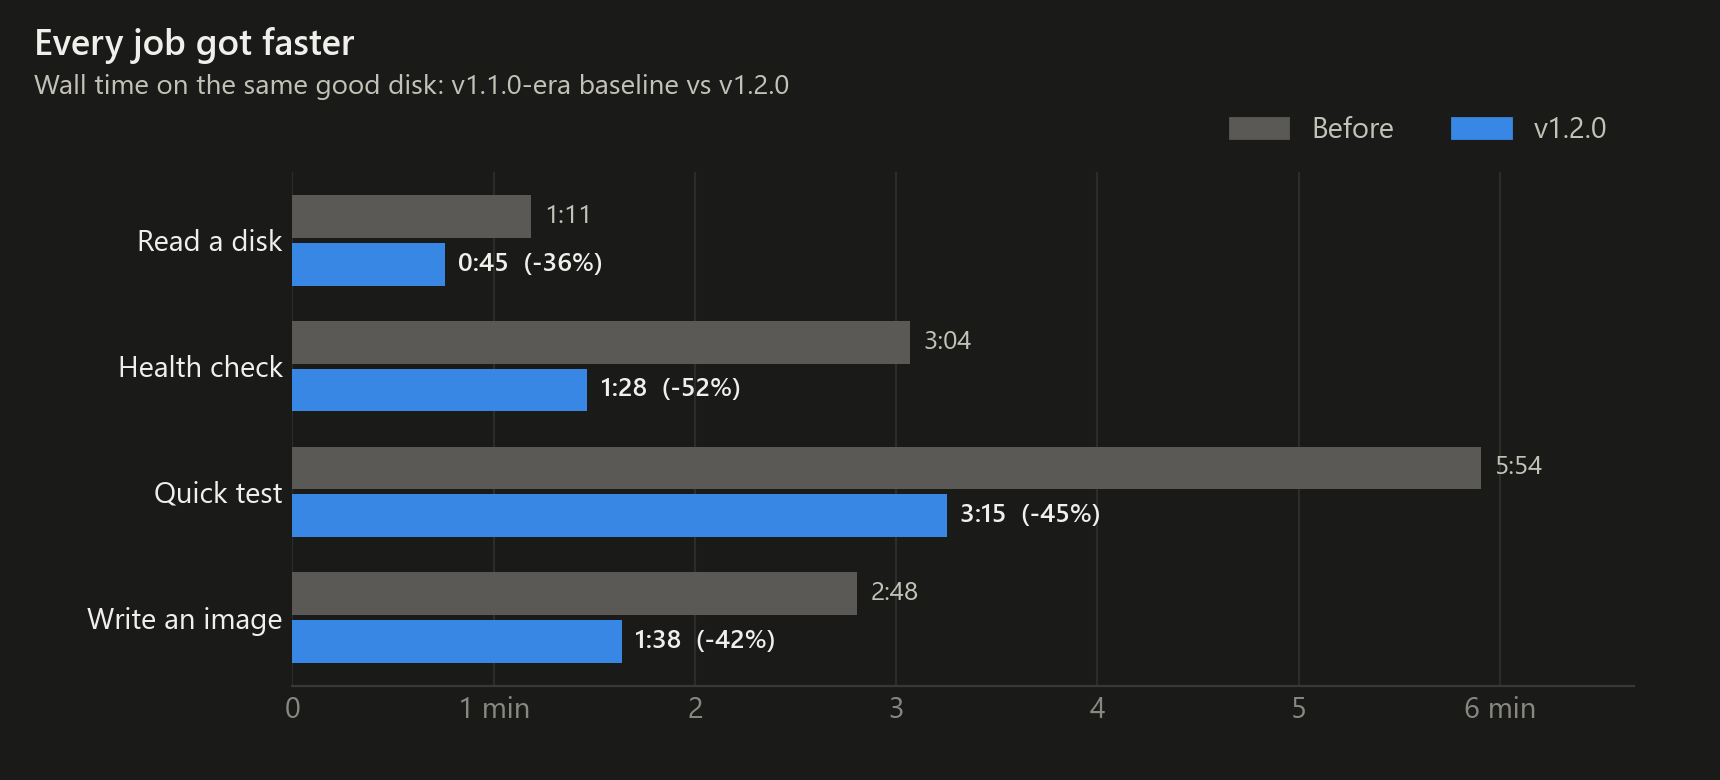 Every job got faster
Wall time on the same good disk: v1.1.0-era baseline vs v1.2.0
Before v1.2.0
1:11
Read a disk
0:45 (-36%)
3:04
Health check
1:28 (-52%)
5:54
Quick test
3:15 (-45%)
2:48
Write an image
1:38 (-42%)
0 1 min 2 3 4 5 6 min